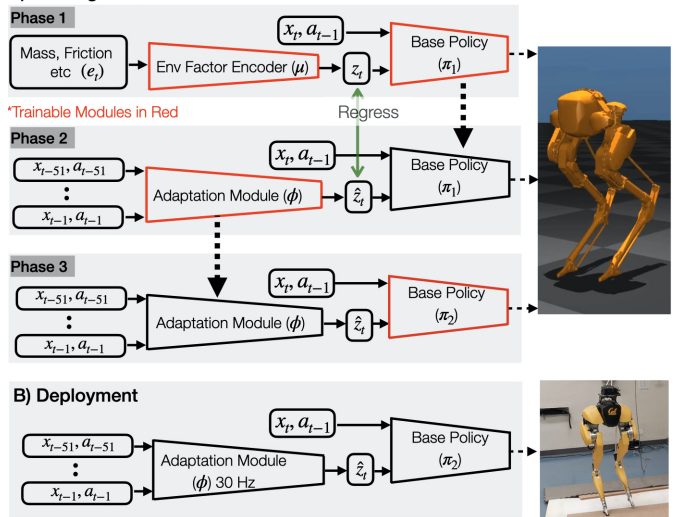 Phase 1
x_t, a_{t−1}
Mass, Friction
etc (e_t)
Env Factor Encoder (μ)
z_t
Base Policy
(π_1)
*Trainable Modules in Red
Regress
Phase 2
x_{t−51}, a_{t−51}
⋮
x_{t−1}, a_{t−1}
Adaptation Module (ϕ)
x_t, a_{t−1}
ẑ_t
Base Policy
(π_1)
Phase 3
x_{t−51}, a_{t−51}
⋮
x_{t−1}, a_{t−1}
Adaptation Module (ϕ)
x_t, a_{t−1}
ẑ_t
Base Policy
(π_2)
B) Deployment
x_{t−51}, a_{t−51}
⋮
x_{t−1}, a_{t−1}
Adaptation Module
(ϕ) 30 Hz
x_t, a_{t−1}
ẑ_t
Base Policy
(π_2)
Cal